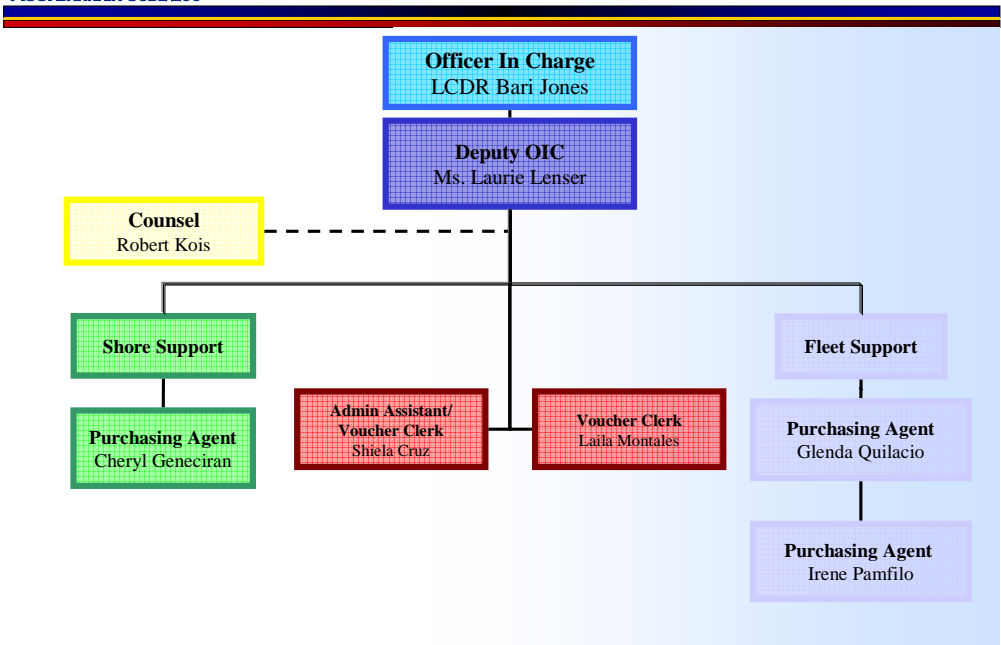 Officer In Charge
LCDR Bari Jones
Deputy OIC
Ms. Laurie Lenser
Counsel
Robert Kois
Shore Support
Fleet Support
Admin Assistant/
Voucher Clerk
Shiela Cruz
Voucher Clerk
Laila Montales
Purchasing Agent
Cheryl Geneciran
Purchasing Agent
Glenda Quilacio
Purchasing Agent
Irene Pamfilo